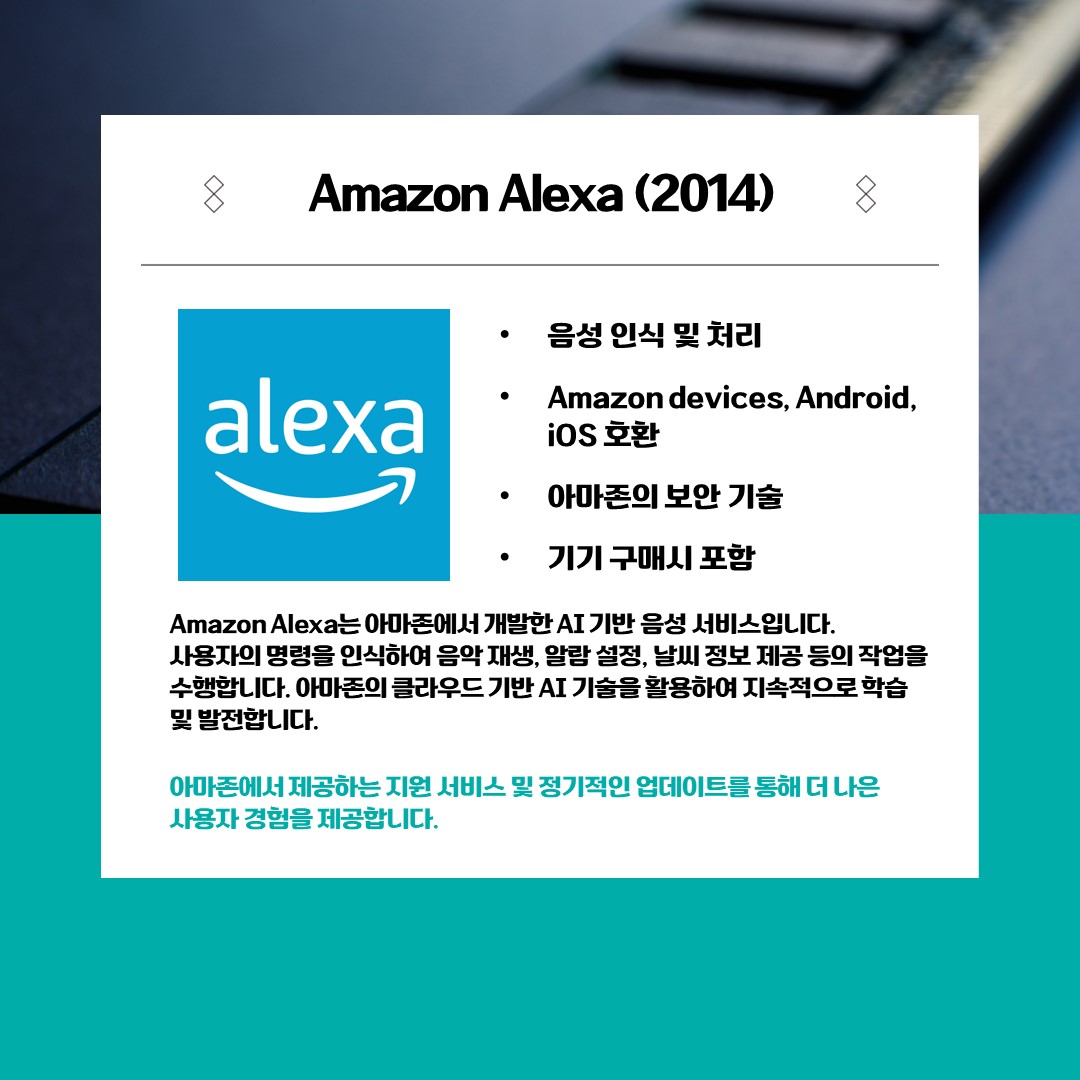 Amazon Alexa (2014)
alexa
• 음성 인식 및 처리
• Amazon devices, Android,
iOS 호환
• 아마존의 보안 기술
• 기기 구매시 포함
Amazon Alexa는 아마존에서 개발한 AI 기반 음성 서비스입니다.
사용자의 명령을 인식하여 음악 재생, 알람 설정, 날씨 정보 제공 등의 작업을
수행합니다. 아마존의 클라우드 기반 AI 기술을 활용하여 지속적으로 학습
및 발전합니다.
아마존에서 제공하는 지원 서비스 및 정기적인 업데이트를 통해 더 나은
사용자 경험을 제공합니다.